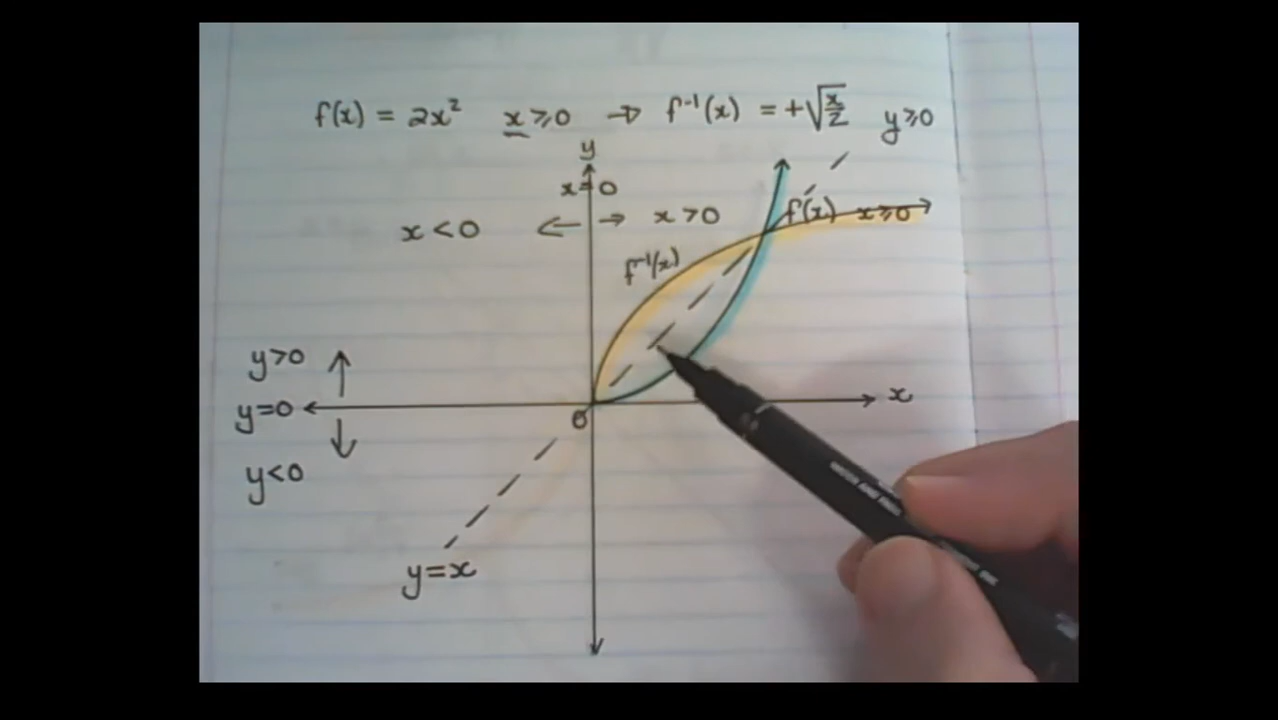 f(x) = 2x² x ≥ 0 → f⁻¹(x) = +√(x/2) y ≥ 0
y
x = 0
x < 0 ← → x > 0
f(x) x ≥ 0
f⁻¹(x)
y > 0 ↑
y = 0
x
0
↓
y < 0
y = x